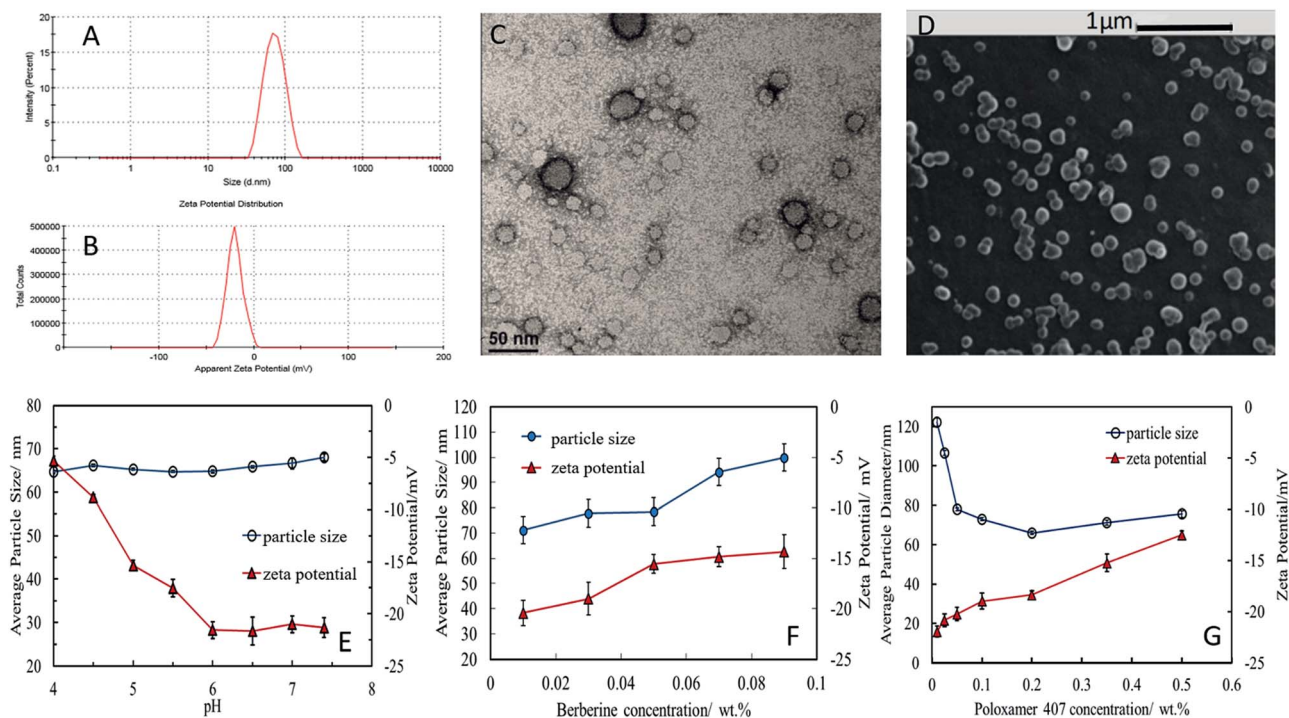 A
Intensity (Percent)
20
15
10
5
0
0.1 1 10 100 1000 10000
Size (d.nm)
Zeta Potential Distribution
B
Total Counts
500000
400000
300000
200000
100000
0
-100 0 100 200
Apparent Zeta Potential (mV)
C
50 nm
D
1μm
Average Particle Size/ nm
80
70
60
50
40
30
20
particle size
zeta potential
E
4 5 6 7 8
pH
0
-5
-10
-15
-20
-25
Zeta Potential/mV
Average Particle Size/ nm
120
110
100
90
80
70
60
50
40
30
20
particle size
zeta potential
F
0 0.02 0.04 0.06 0.08 0.1
Berberine concentration/ wt.%
0
-5
-10
-15
-20
-25
Zeta Potential/ mV
Average Particle Diameter/nm
120
100
80
60
40
20
0
particle size
zeta potential
G
0 0.1 0.2 0.3 0.4 0.5
Poloxamer 407 concentration/ wt.%
0
-5
-10
-15
-20
-25
Zeta Potential/mV